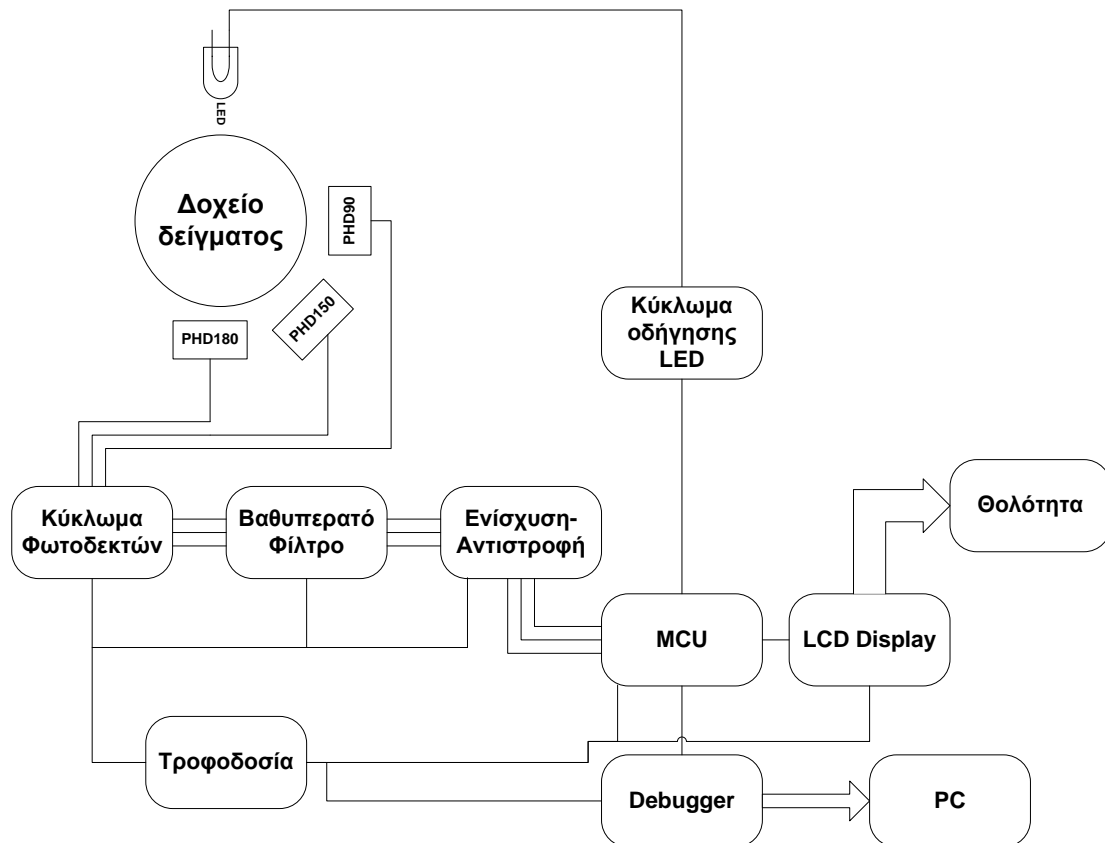 LED
Δοχείο
δείγματος
PHD90
PHD150
PHD180
Κύκλωμα
οδήγησης
LED
Κύκλωμα
Φωτοδεκτών
Βαθυπερατό
Φίλτρο
Ενίσχυση-
Αντιστροφή
Θολότητα
MCU
LCD Display
Τροφοδοσία
Debugger
PC